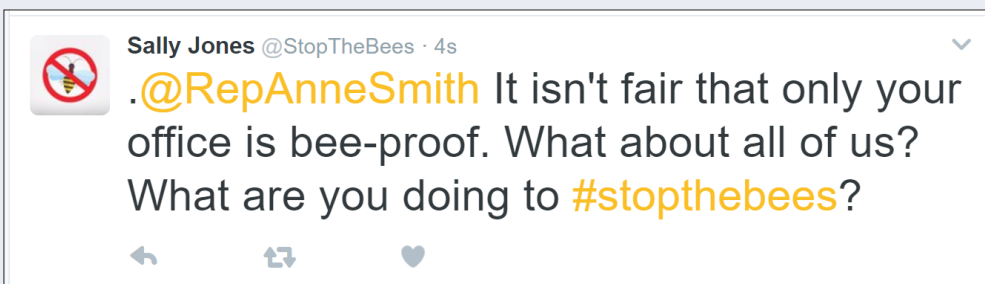 Sally Jones @StopTheBees · 4s
.@RepAnneSmith It isn't fair that only your
office is bee-proof. What about all of us?
What are you doing to #stopthebees?